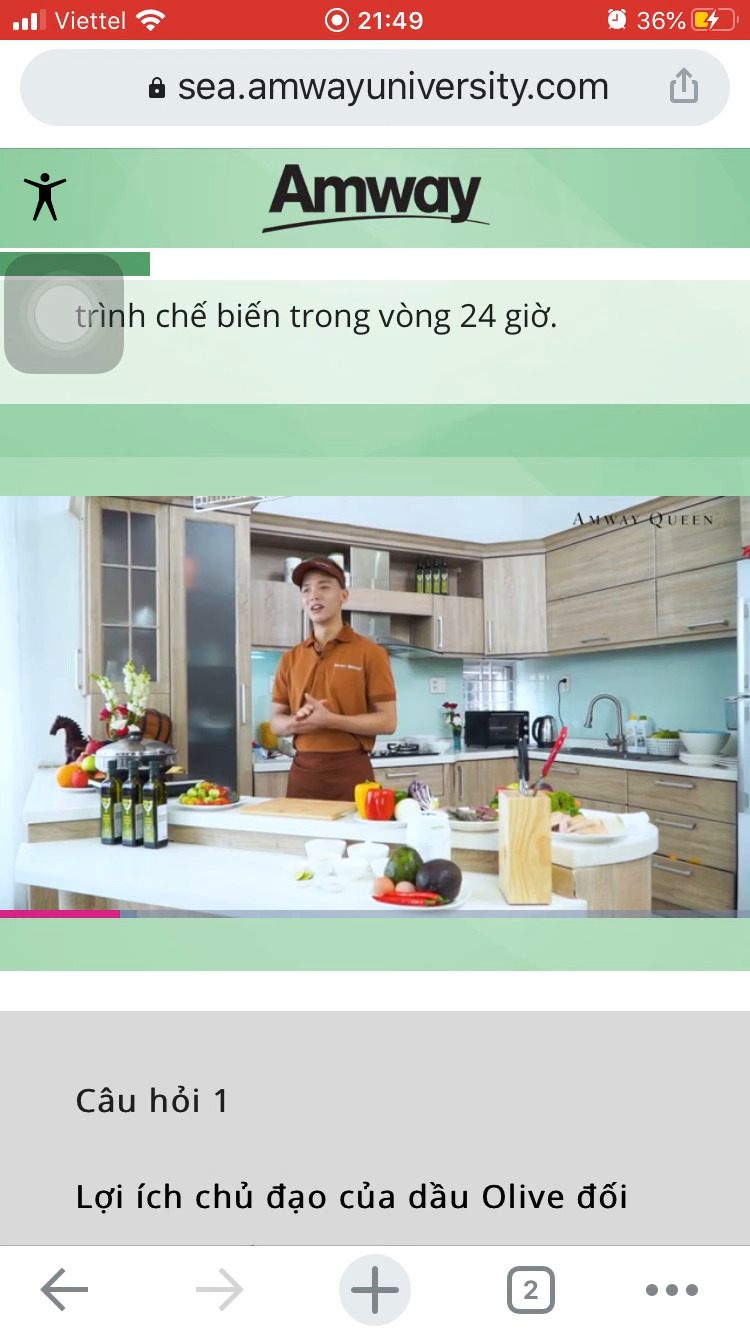 Viettel
21:49
36%
sea.amwayuniversity.com
Amway
trình chế biến trong vòng 24 giờ.
AMWAY QUEEN™
Câu hỏi 1
Lợi ích chủ đạo của dầu Olive đối
2